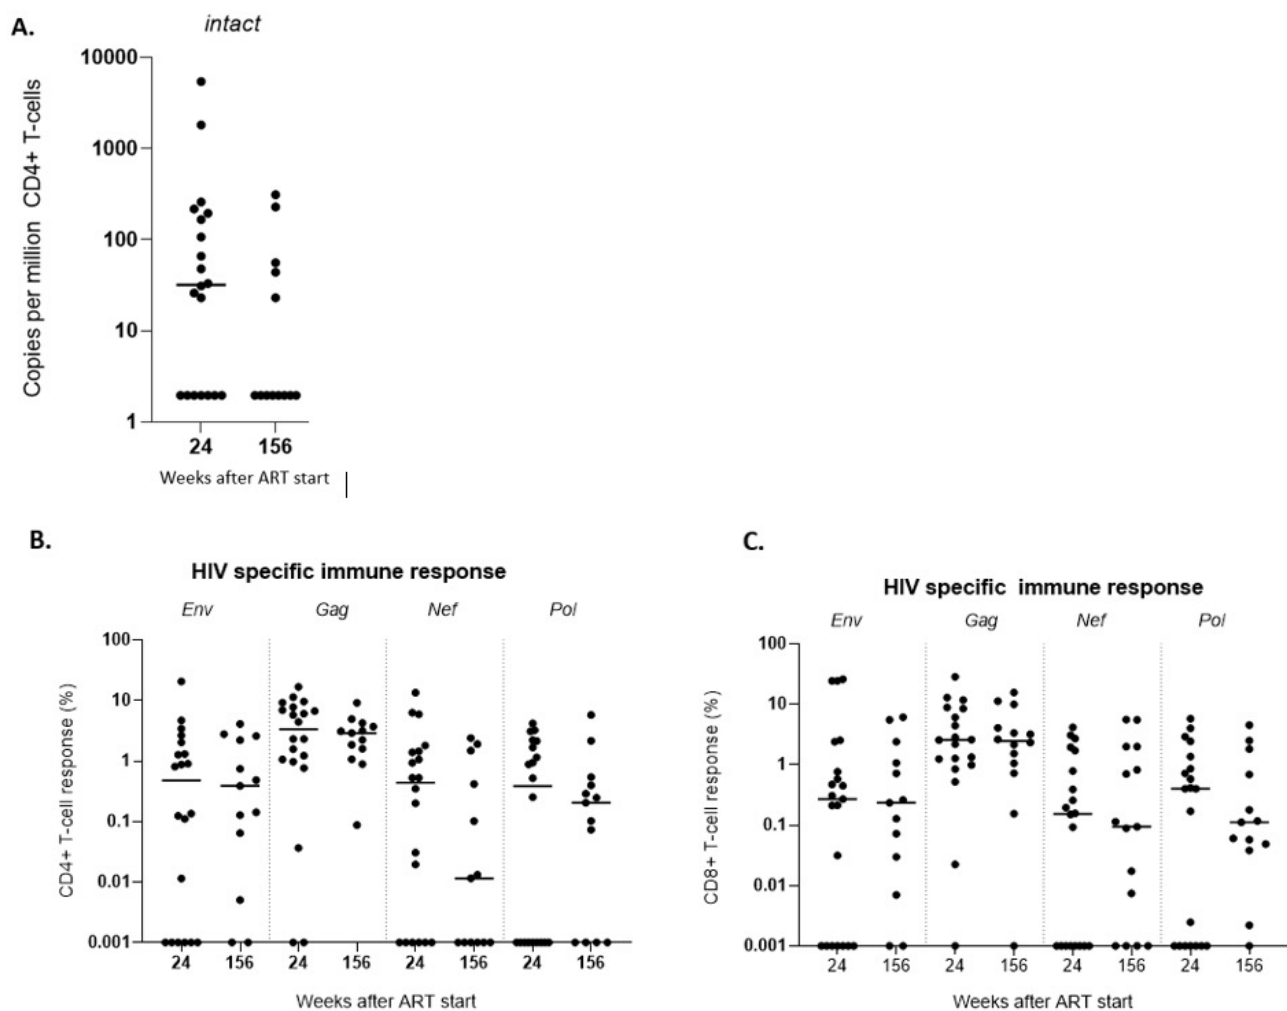 A.
intact
10000
1000
100
10
1
Copies per million CD4+ T-cells
24 156
Weeks after ART start
B.
HIV specific immune response
Env Gag Nef Pol
100
10
1
0.1
0.01
0.001
CD4+ T-cell response (%)
24 156 24 156 24 156 24 156
Weeks after ART start
C.
HIV specific immune response
Env Gag Nef Pol
100
10
1
0.1
0.01
0.001
CD8+ T-cell response (%)
24 156 24 156 24 156 24 156
Weeks after ART start